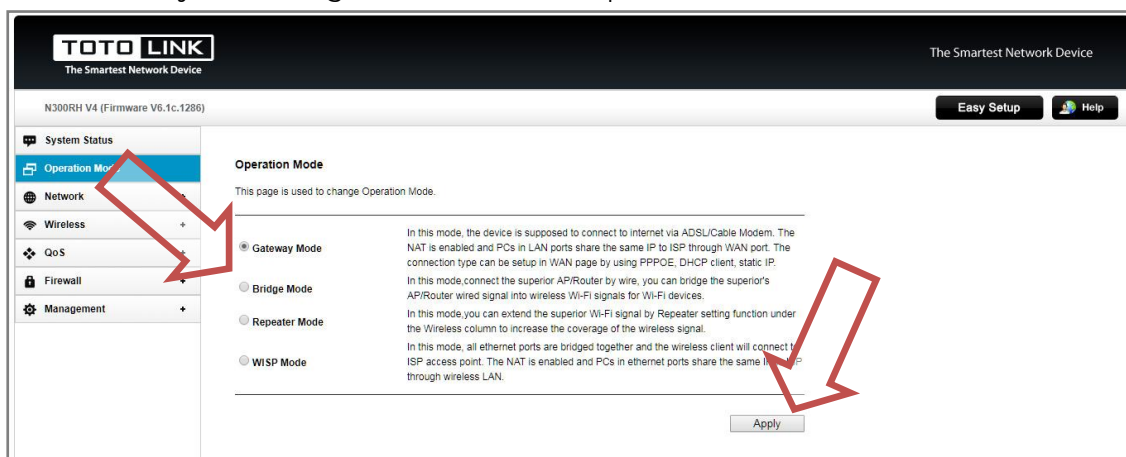 TOTO LINK
The Smartest Network Device
The Smartest Network Device
N300RH V4 (Firmware V6.1c.1286)
Easy Setup
Help
System Status
Operation
Network
Wireless +
QoS
Firewall +
Management +
Operation Mode
This page is used to change Operation Mode.
Gateway Mode
In this mode, the device is supposed to connect to internet via ADSL/Cable Modem. The
NAT is enabled and PCs in LAN ports share the same IP to ISP through WAN port. The
connection type can be setup in WAN page by using PPPOE, DHCP client, static IP.
Bridge Mode
In this mode,connect the superior AP/Router by wire, you can bridge the superior's
AP/Router wired signal into wireless Wi-Fi signals for Wi-Fi devices.
Repeater Mode
In this mode,you can extend the superior Wi-Fi signal by Repeater setting function under
the Wireless column to increase the coverage of the wireless signal.
WISP Mode
In this mode, all ethernet ports are bridged together and the wireless client will connect
ISP access point. The NAT is enabled and PCs in ethernet ports share the same
through wireless LAN.
Apply